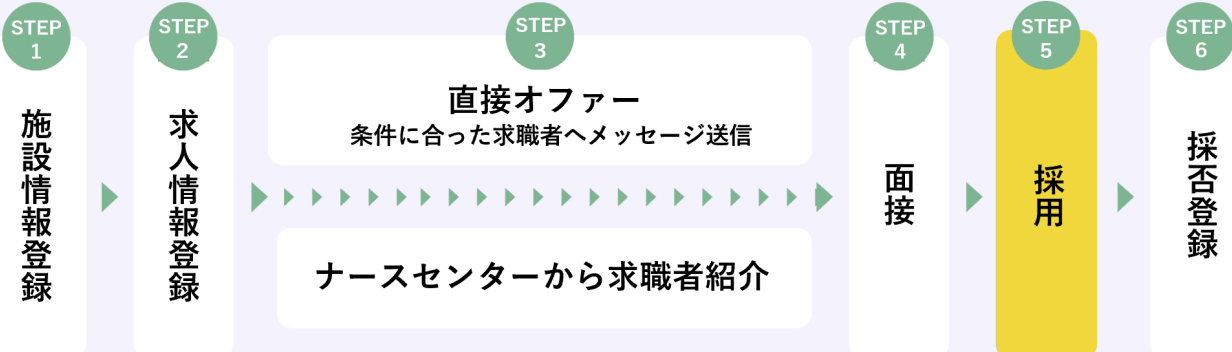 STEP
1
施設情報登録
STEP
2
求人情報登録
STEP
3
直接オファー
条件に合った求職者へメッセージ送信
ナースセンターから求職者紹介
STEP
4
面接
STEP
5
採用
STEP
6
採否登録